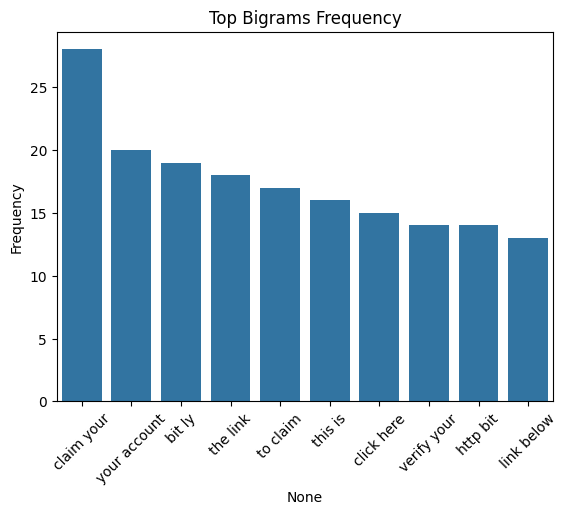 Top Bigrams Frequency
Frequency
25
20
15
10
5
0
claim your
your account
bit ly
the link
to claim
this is
click here
verify your
http bit
link below
None